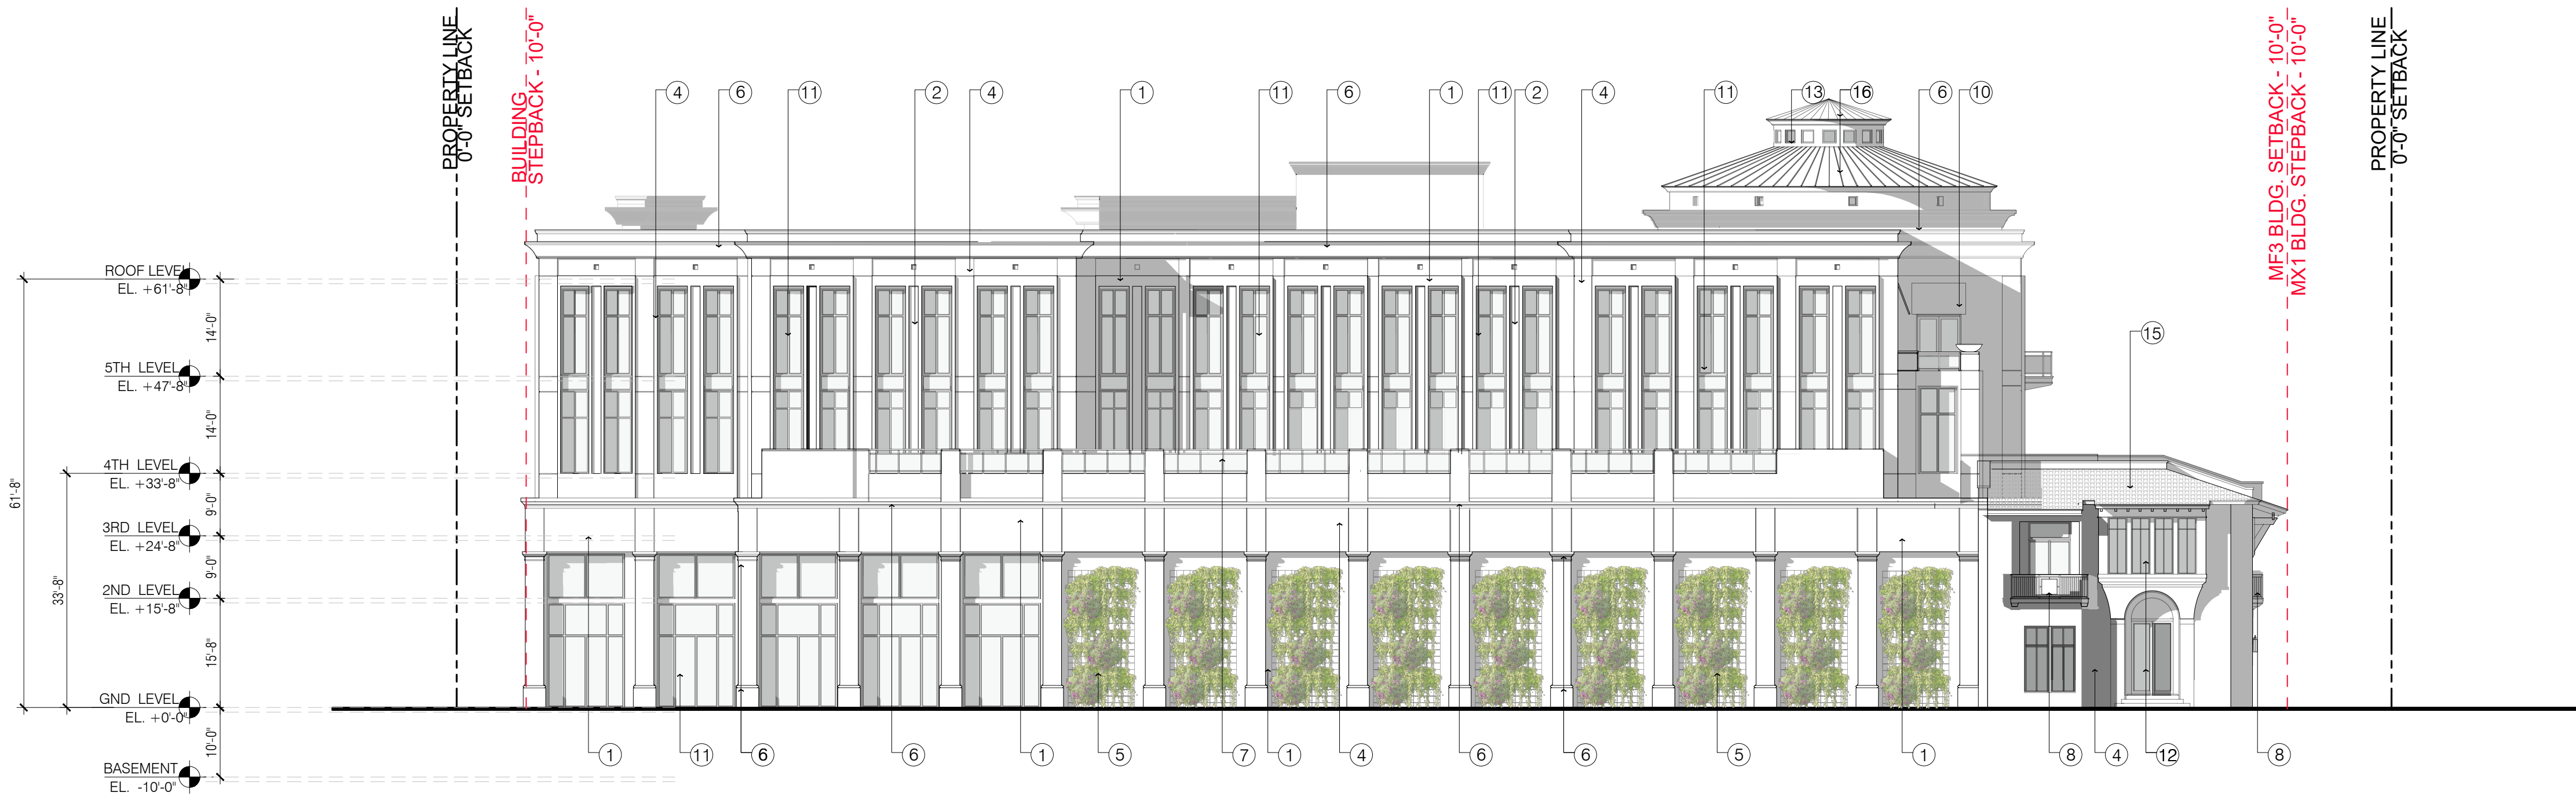 PROPERTY LINE
0'-0" SETBACK
BUILDING
STEPBACK - 10'-0"
MF3 BLDG. SETBACK - 10'-0"
MX1 BLDG. STEPBACK - 10'-0"
PROPERTY LINE
0'-0" SETBACK
4 6 11 2 4 1 11 6 1 11 2 4 11 13 16 6 10
15
ROOF LEVEL
EL. +61'-8"
14'-0"
5TH LEVEL
EL. +47'-8"
14'-0"
4TH LEVEL
EL. +33'-8"
61'-8"
9'-0"
3RD LEVEL
EL. +24'-8"
9'-0"
33'-8"
2ND LEVEL
EL. +15'-8"
15'-8"
GND LEVEL
EL. +0'-0"
10'-0"
BASEMENT
EL. -10'-0"
1 11 6 6 1 5 7 1 4 6 6 5 1 8 4 12 8